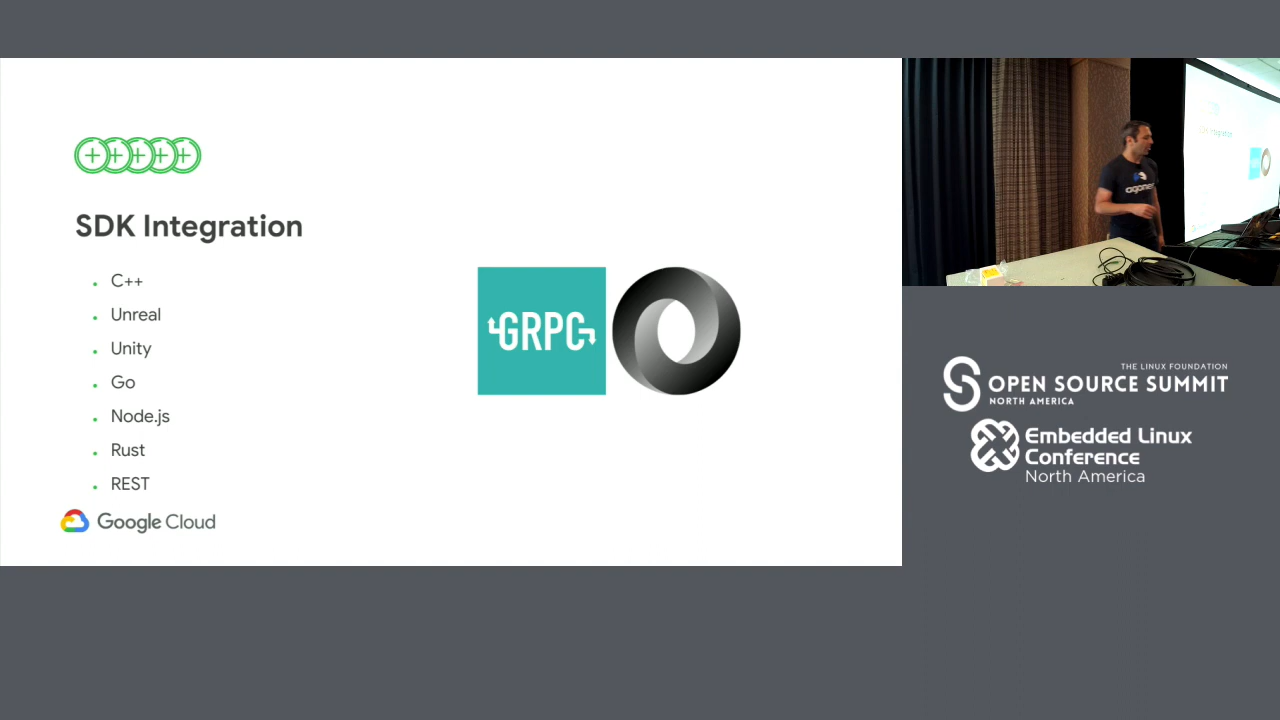 SDK Integration
C++
Unreal
Unity
Go
Node.js
Rust
REST
Google Cloud
GRPC
agones
THE LINUX FOUNDATION
OPEN SOURCE SUMMIT
NORTH AMERICA
Embedded Linux
Conference
North America